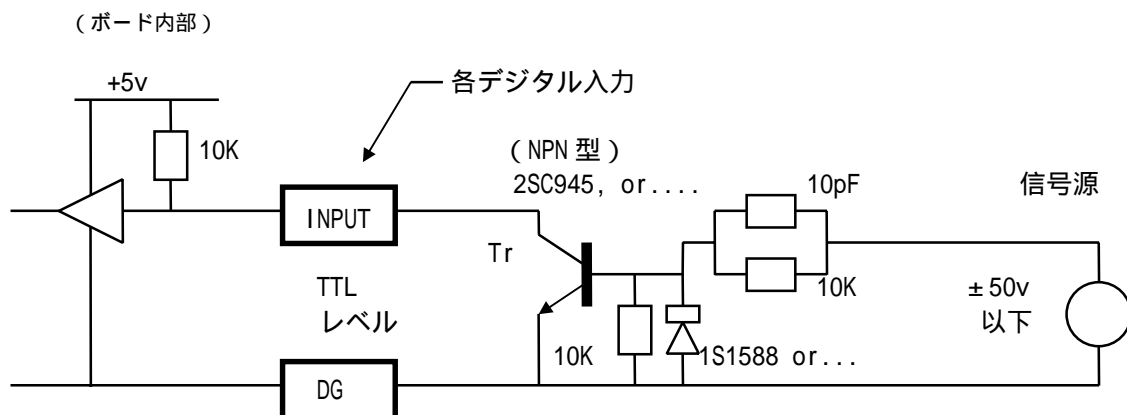 （ボード内部）
+5v
各デジタル入力
10K
（NPN 型）
2SC945, or....
10pF
信号源
INPUT
Tr
TTL
レベル
10K
±50v
以下
10K
1S1588 or...
DG